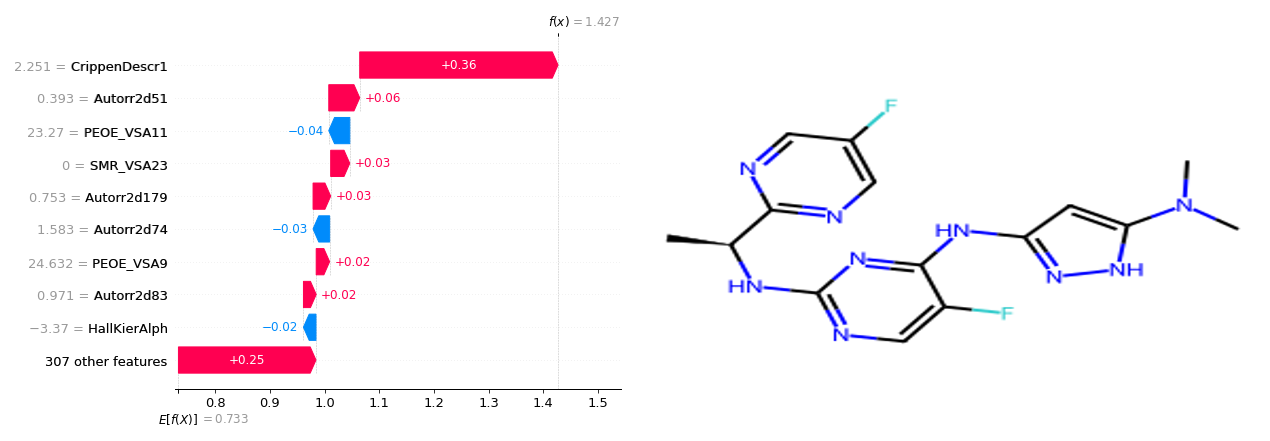 f(x) = 1.427
2.251 = CrippenDescr1
+0.36
0.393 = Autorr2d51
+0.06
23.27 = PEOE_VSA11
−0.04
0 = SMR_VSA23
+0.03
0.753 = Autorr2d179
+0.03
1.583 = Autorr2d74
−0.03
24.632 = PEOE_VSA9
+0.02
0.971 = Autorr2d83
+0.02
−3.37 = HallKierAlph
−0.02
307 other features
+0.25
0.8 0.9 1.0 1.1 1.2 1.3 1.4 1.5
E[f(X)] = 0.733
F
N
N
N
HN
N
HN
N
NH
N
F
N